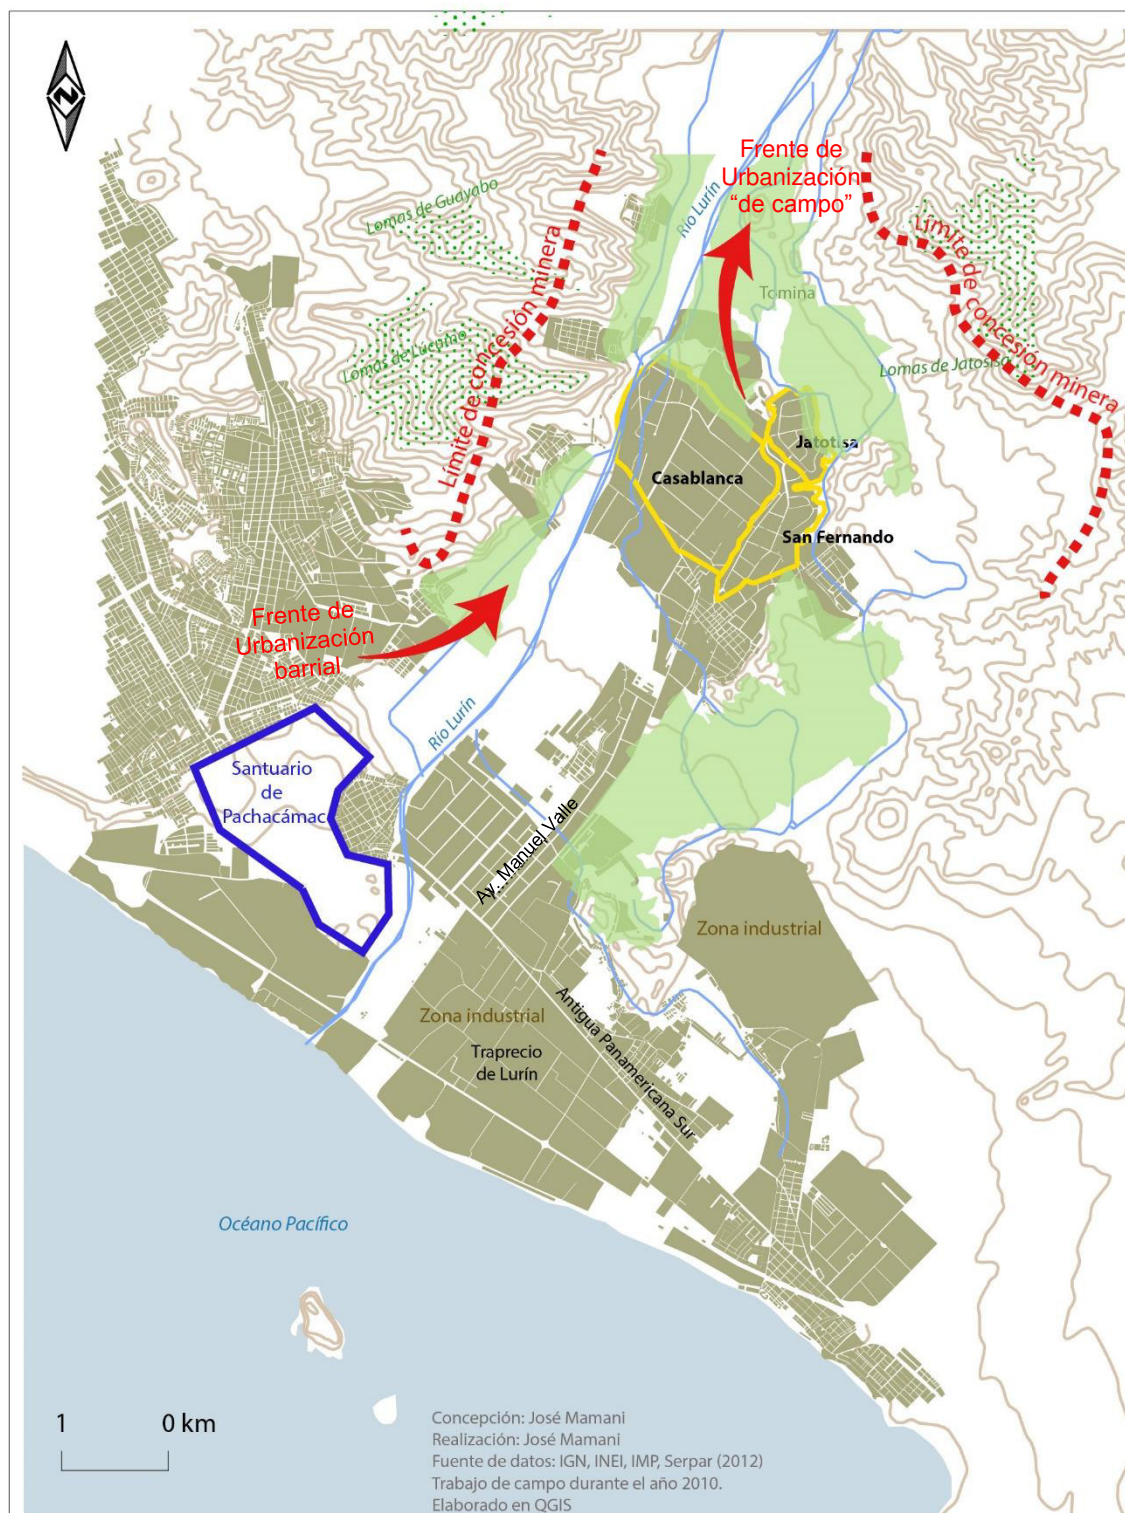 N
Frente de
Urbanización
“de campo”
Río Lurín
Lomas de Guayabo
Límite de concesión minera
Límite de concesión minera
Tomina
Lomas de Lúcumo
Lomas de Jatosisa
Jatotisa
Casablanca
San Fernando
Frente de
Urbanización
barrial
Río Lurín
Santuario
de
Pachacámac
Av. Manuel Valle
Zona industrial
Antigua Panamericana Sur
Zona industrial
Traprecio
de Lurín
Océano Pacífico
1 0 km
Concepción: José Mamani
Realización: José Mamani
Fuente de datos: IGN, INEI, IMP, Serpar (2012)
Trabajo de campo durante el año 2010.
Elaborado en QGIS